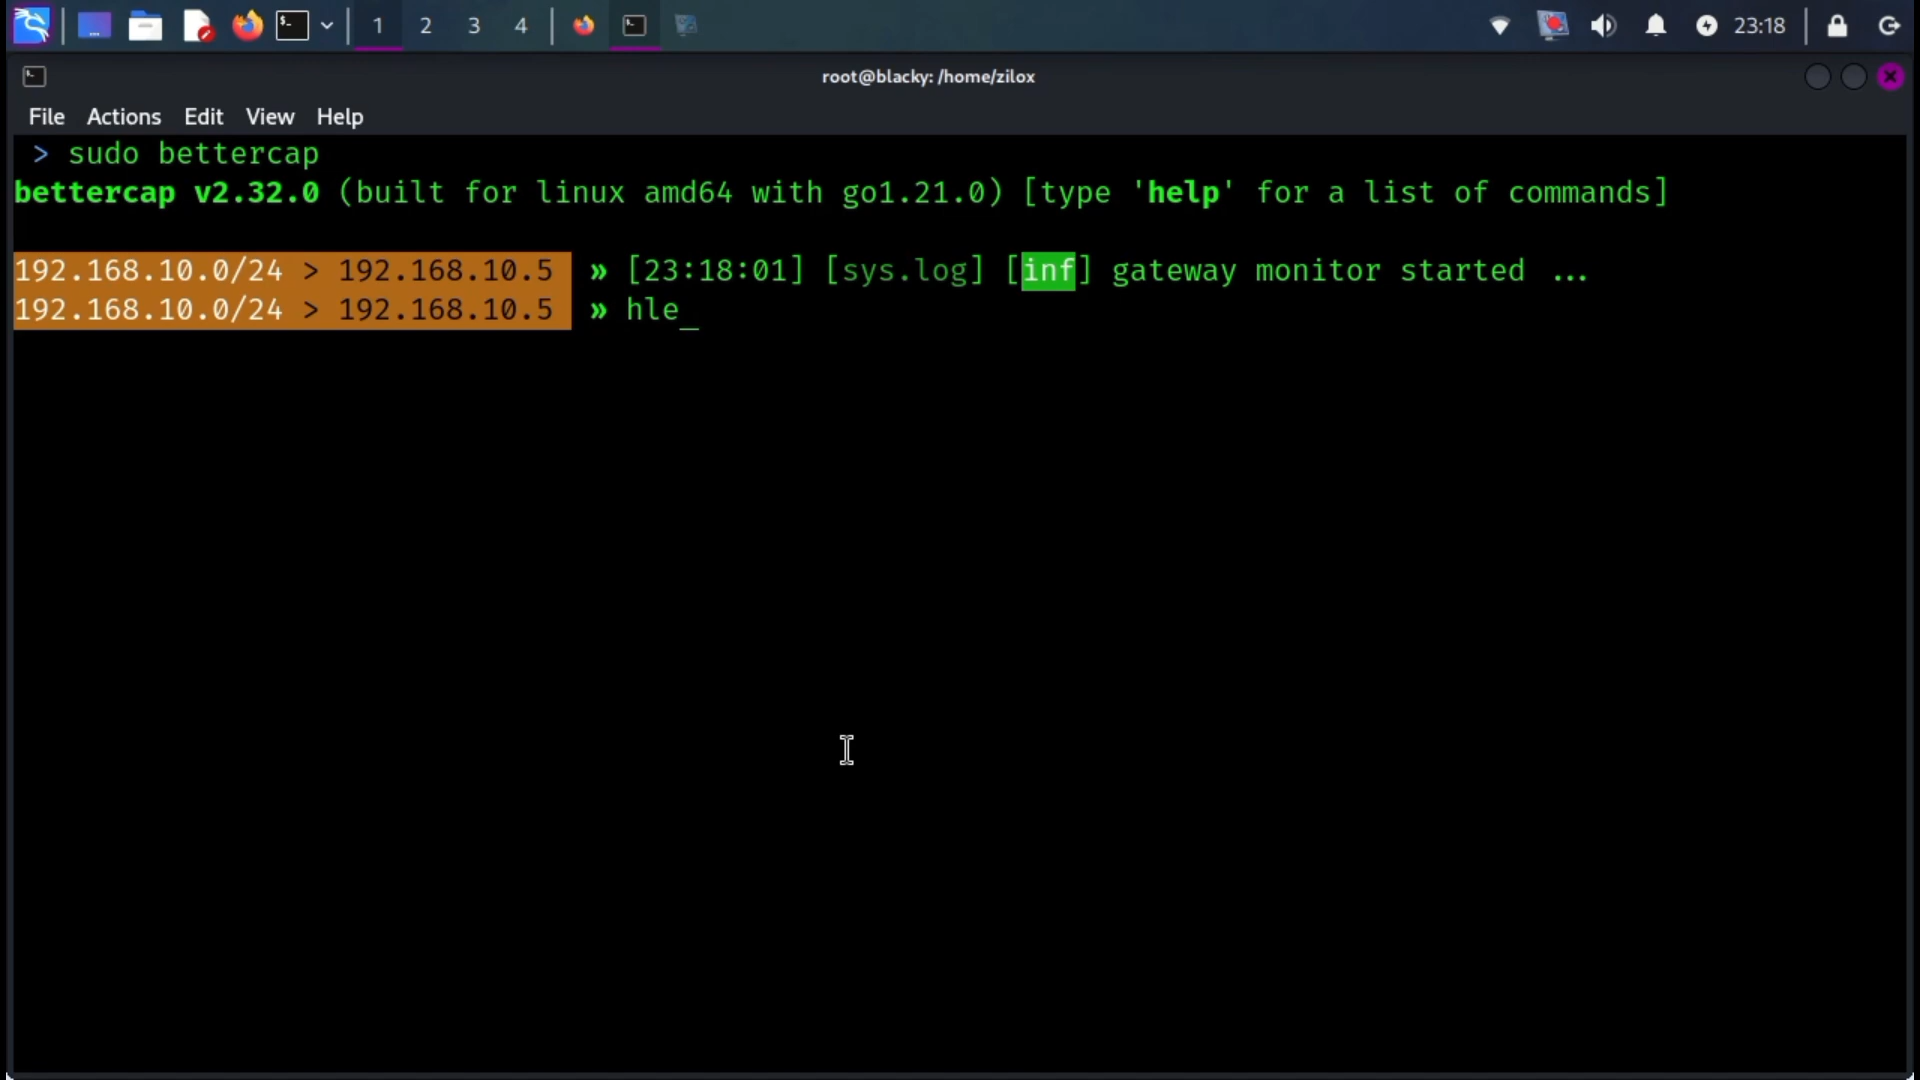 1 2 3 4 23:18
root@blacky: /home/zilox
File Actions Edit View Help
> sudo bettercap
bettercap v2.32.0 (built for linux amd64 with go1.21.0) [type 'help' for a list of commands]
192.168.10.0/24 > 192.168.10.5 » [23:18:01] [sys.log] [inf] gateway monitor started ...
192.168.10.0/24 > 192.168.10.5 » hle_